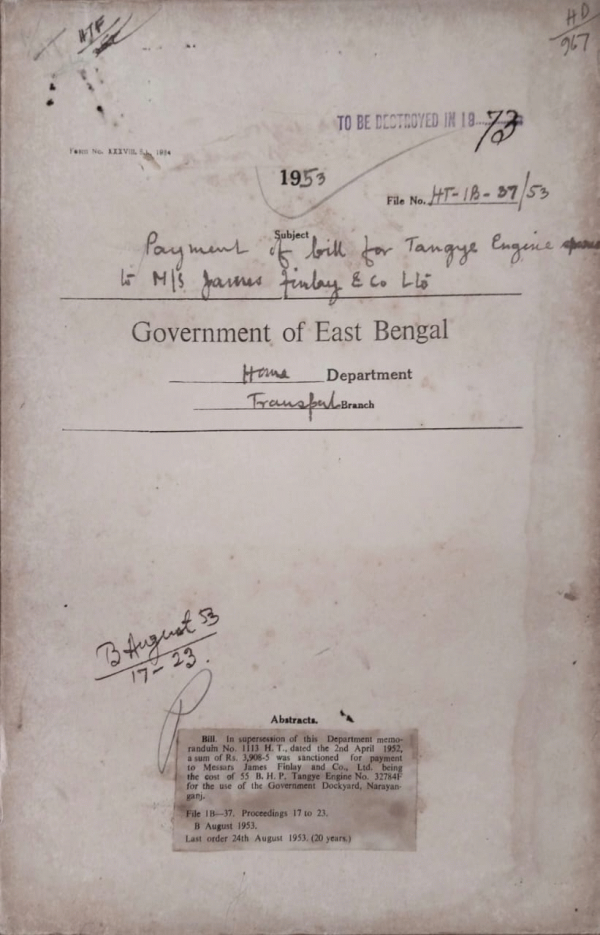 HTF
HD
967
TO BE DESTROYED IN 19 73
Form No. XXXVIII
1953
File No. HT-1B-37/53
Subject
Payment of bill for Tangye Engine
to M/S James Finlay & Co Ltd
Government of East Bengal
Home Department
Transport Branch
B August 53
17-23.
Abstracts.
Bill. In supersession of this Department memo-
randuln No. 1113 H. T., dated the 2nd April 1952,
a sum of Rs. 3,908-5 was sanctioned for payment
to Messars James Finlay and Co., Ltd. being
the cost of 55 B. H. P. Tangye Engine No. 32784F
for the use of the Government Dockyard, Narayan-
ganj.
File 1B—37. Proceedings 17 to 23.
B August 1953.
Last order 24th August 1953. (20 years.)